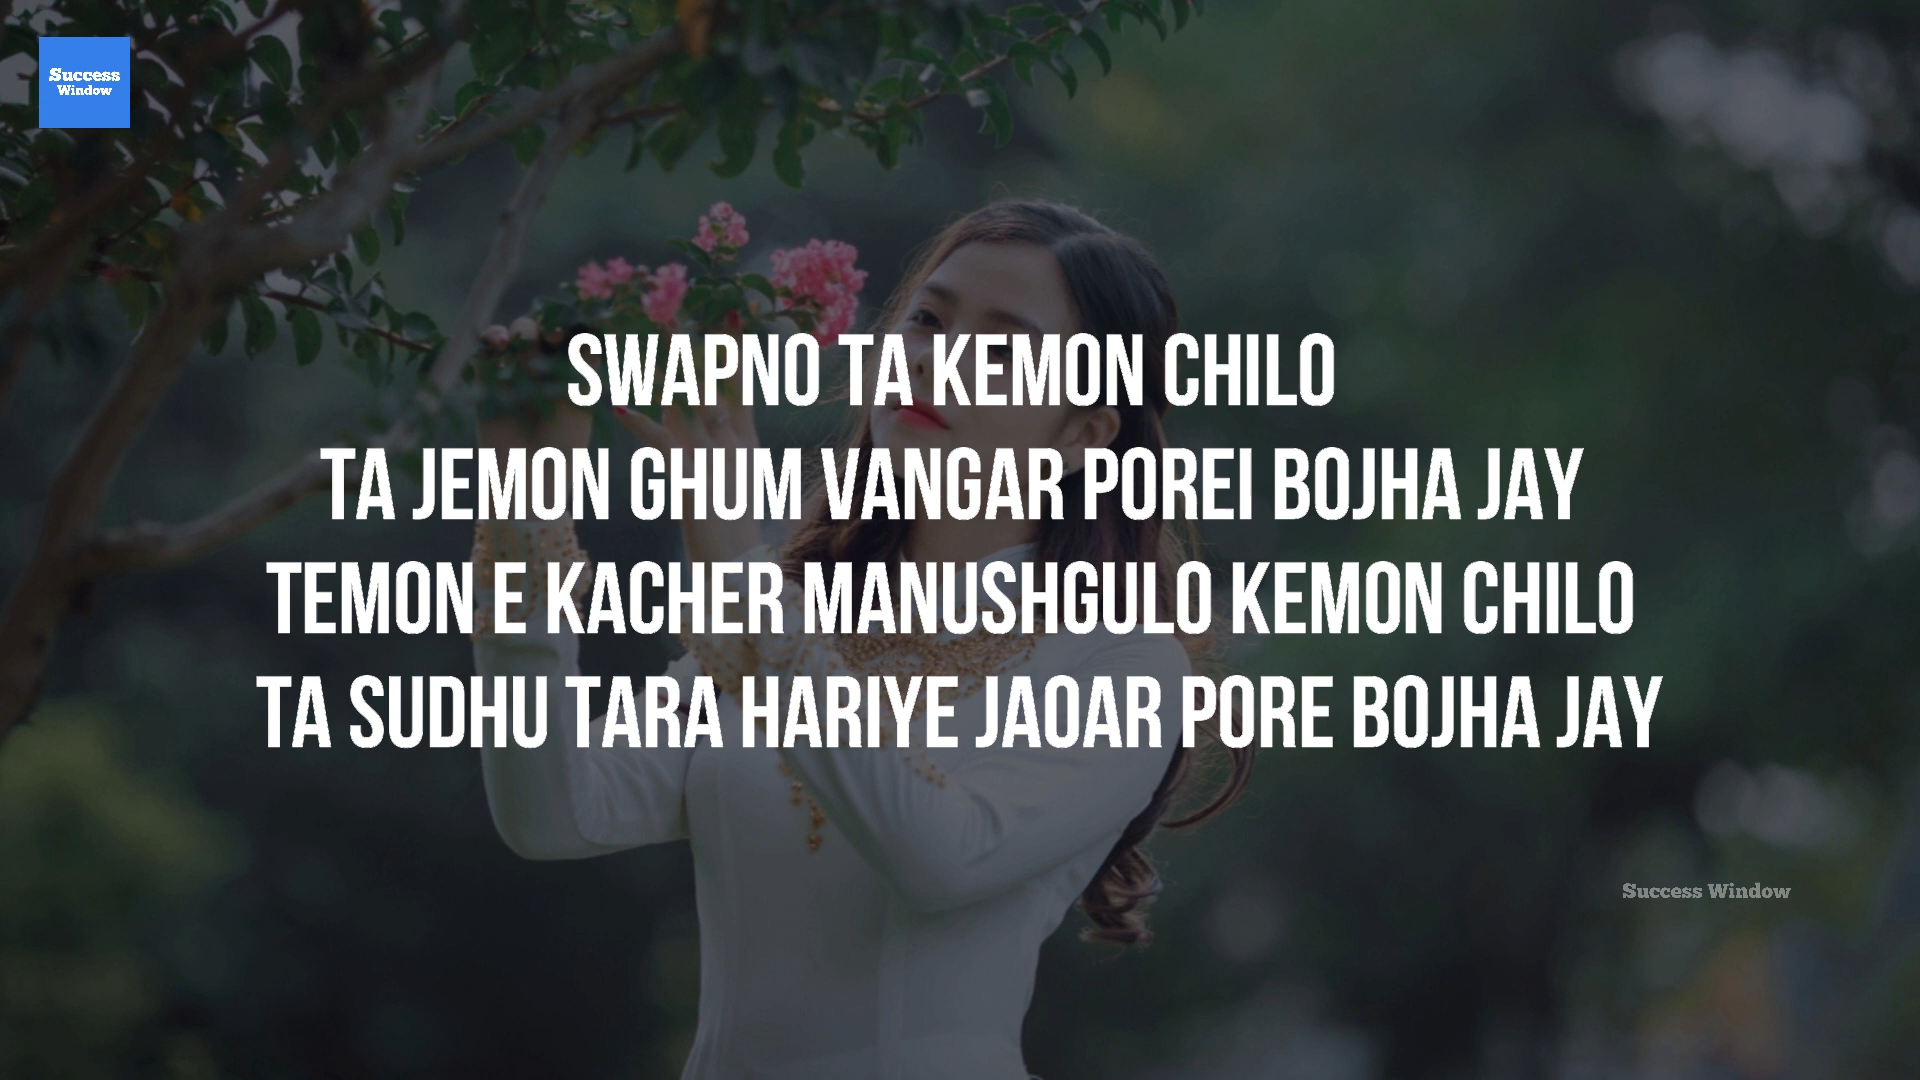 Success
Window
SWAPNO TA KEMON CHILO
TA JEMON GHUM VANGAR POREI BOJHA JAY
TEMON E KACHER MANUSHGULO KEMON CHILO
TA SUDHU TARA HARIYE JAOAR PORE BOJHA JAY
Success Window